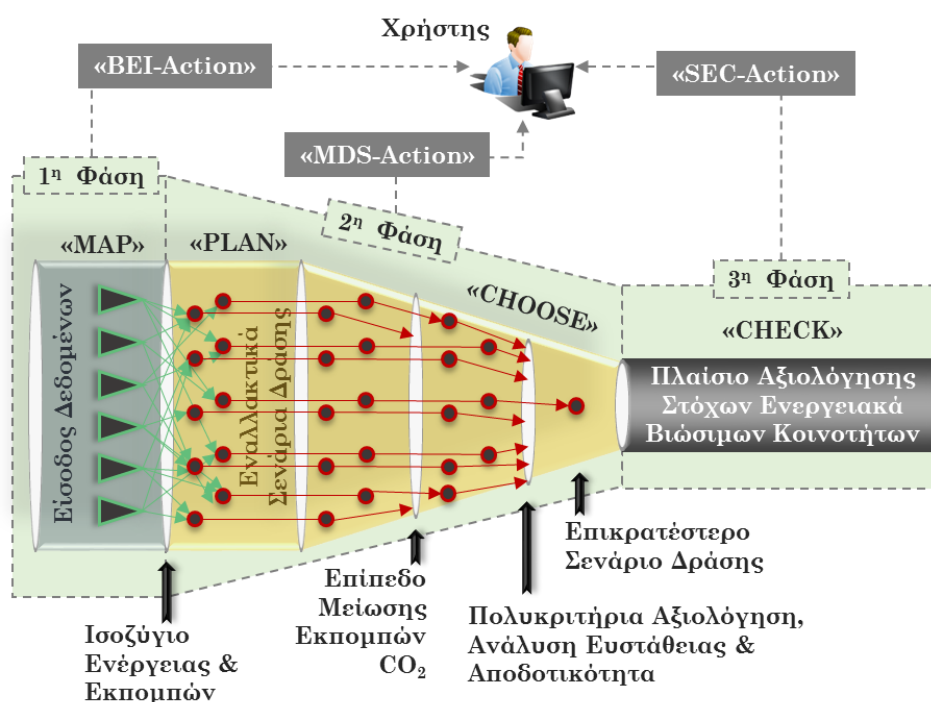 Χρήστης
«BEI-Action»
«SEC-Action»
«MDS-Action»
1η Φάση
2η Φάση
3η Φάση
«MAP»
«PLAN»
«CHOOSE»
«CHECK»
Είσοδος Δεδομένων
Εναλλακτικά
Σενάρια Δράσης
Πλαίσιο Αξιολόγησης
Στόχων Ενεργειακά
Βιώσιμων Κοινοτήτων
Ισοζύγιο
Ενέργειας &
Εκπομπών
Επίπεδο
Μείωσης
Εκπομπών
CO2
Πολυκριτήρια Αξιολόγηση,
Ανάλυση Ευστάθειας &
Αποδοτικότητα
Επικρατέστερο
Σενάριο Δράσης